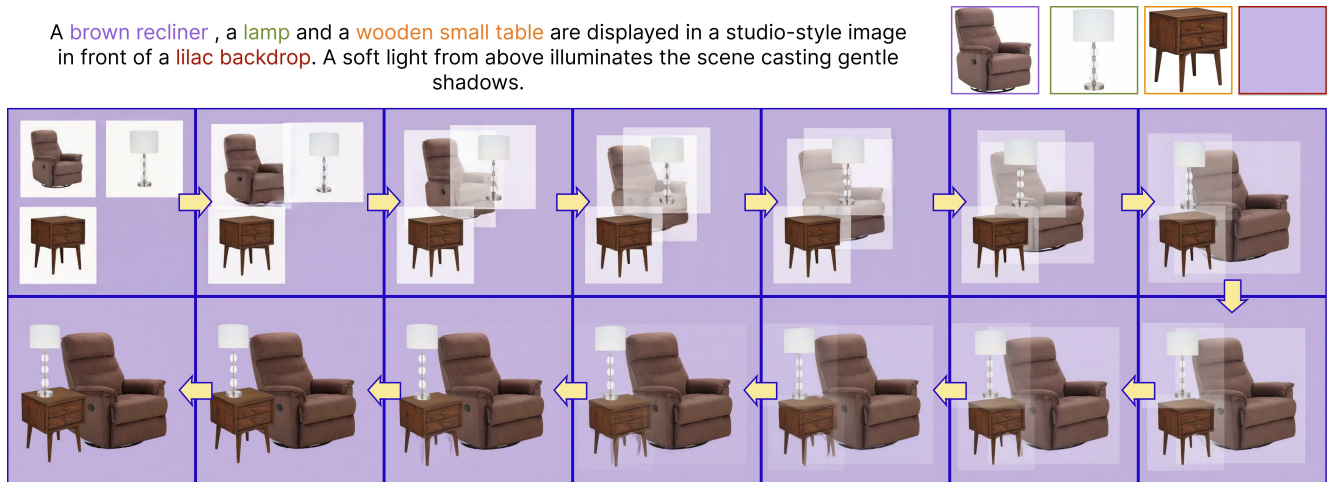 A brown recliner , a lamp and a wooden small table are displayed in a studio-style image
in front of a lilac backdrop. A soft light from above illuminates the scene casting gentle
shadows.